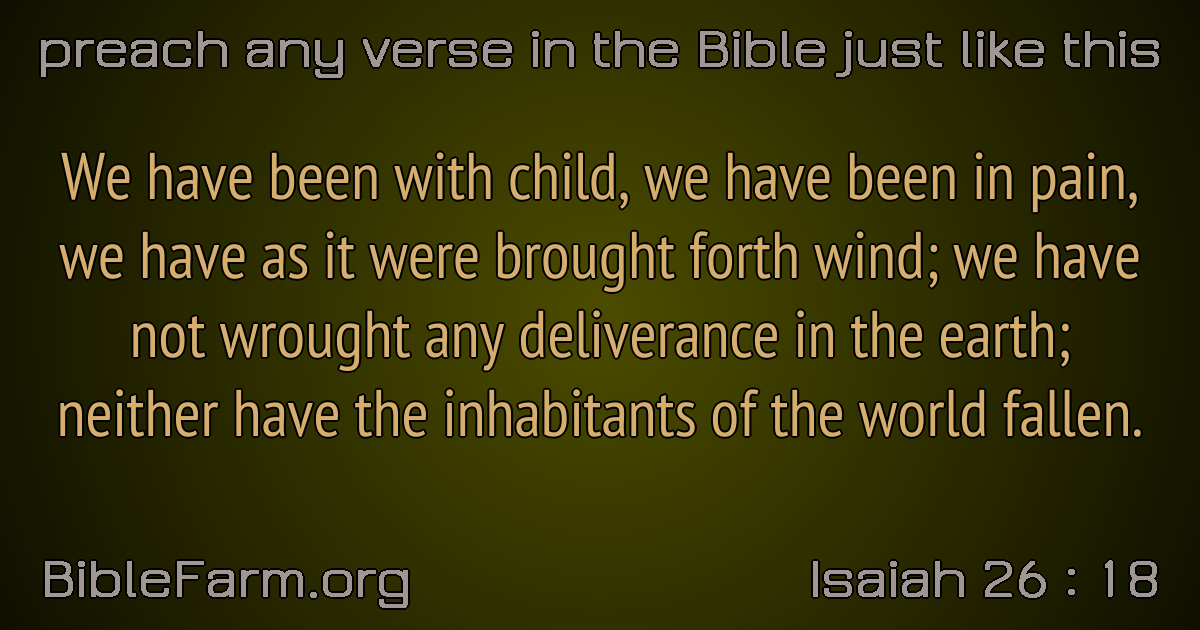 preach any verse in the Bible just like this
We have been with child, we have been in pain,
we have as it were brought forth wind; we have
not wrought any deliverance in the earth;
neither have the inhabitants of the world fallen.
BibleFarm.org
Isaiah 26 : 18